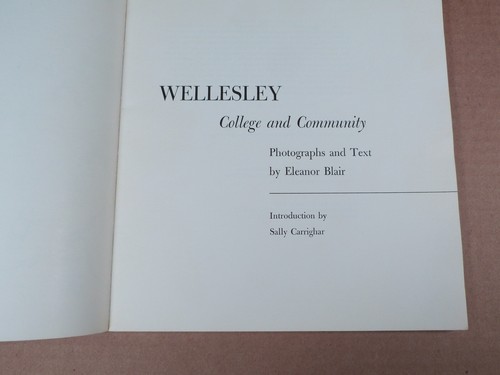 WELLESLEY
College and Community
Photographs and Text
by Eleanor Blair
Introduction by
Sally Carrighar